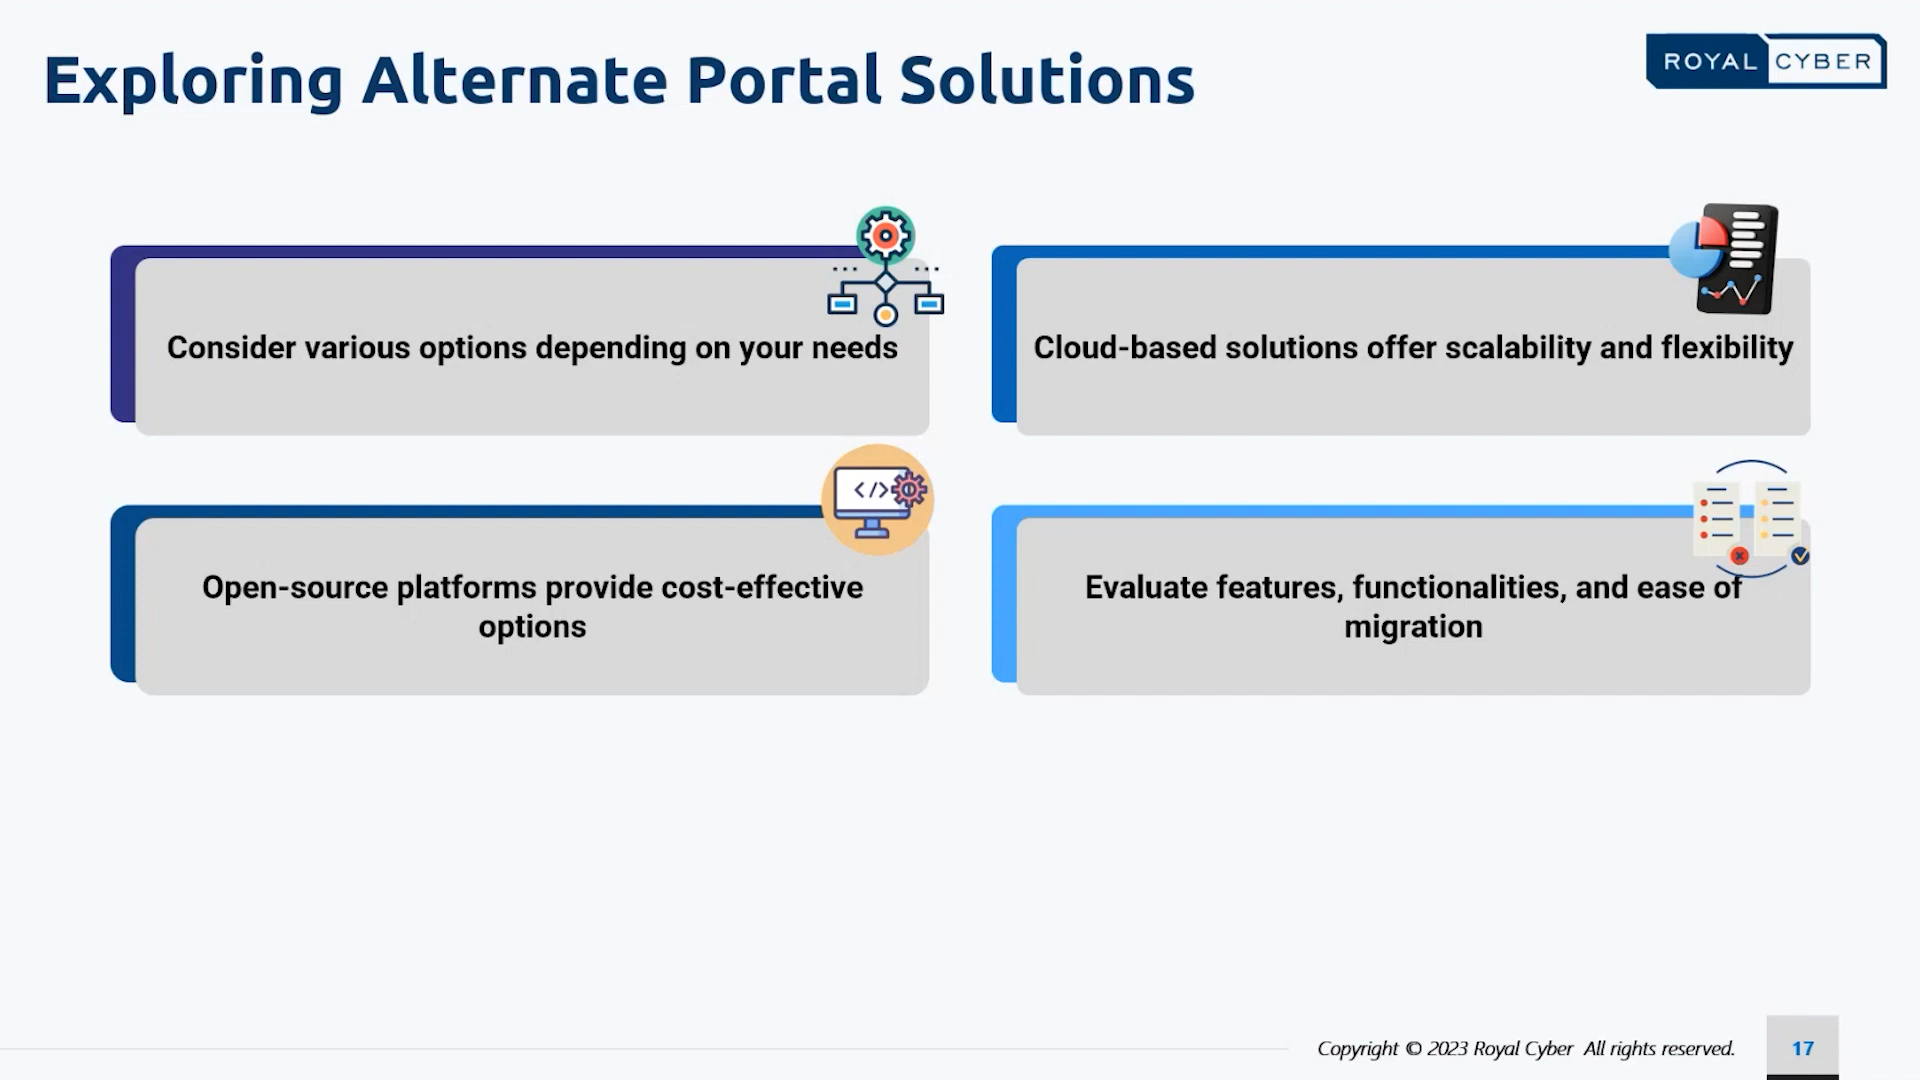 Exploring Alternate Portal Solutions
ROYAL CYBER
Consider various options depending on your needs
Cloud-based solutions offer scalability and flexibility
</>
Open-source platforms provide cost-effective
options
Evaluate features, functionalities, and ease of
migration
Copyright © 2023 Royal Cyber All rights reserved.
17